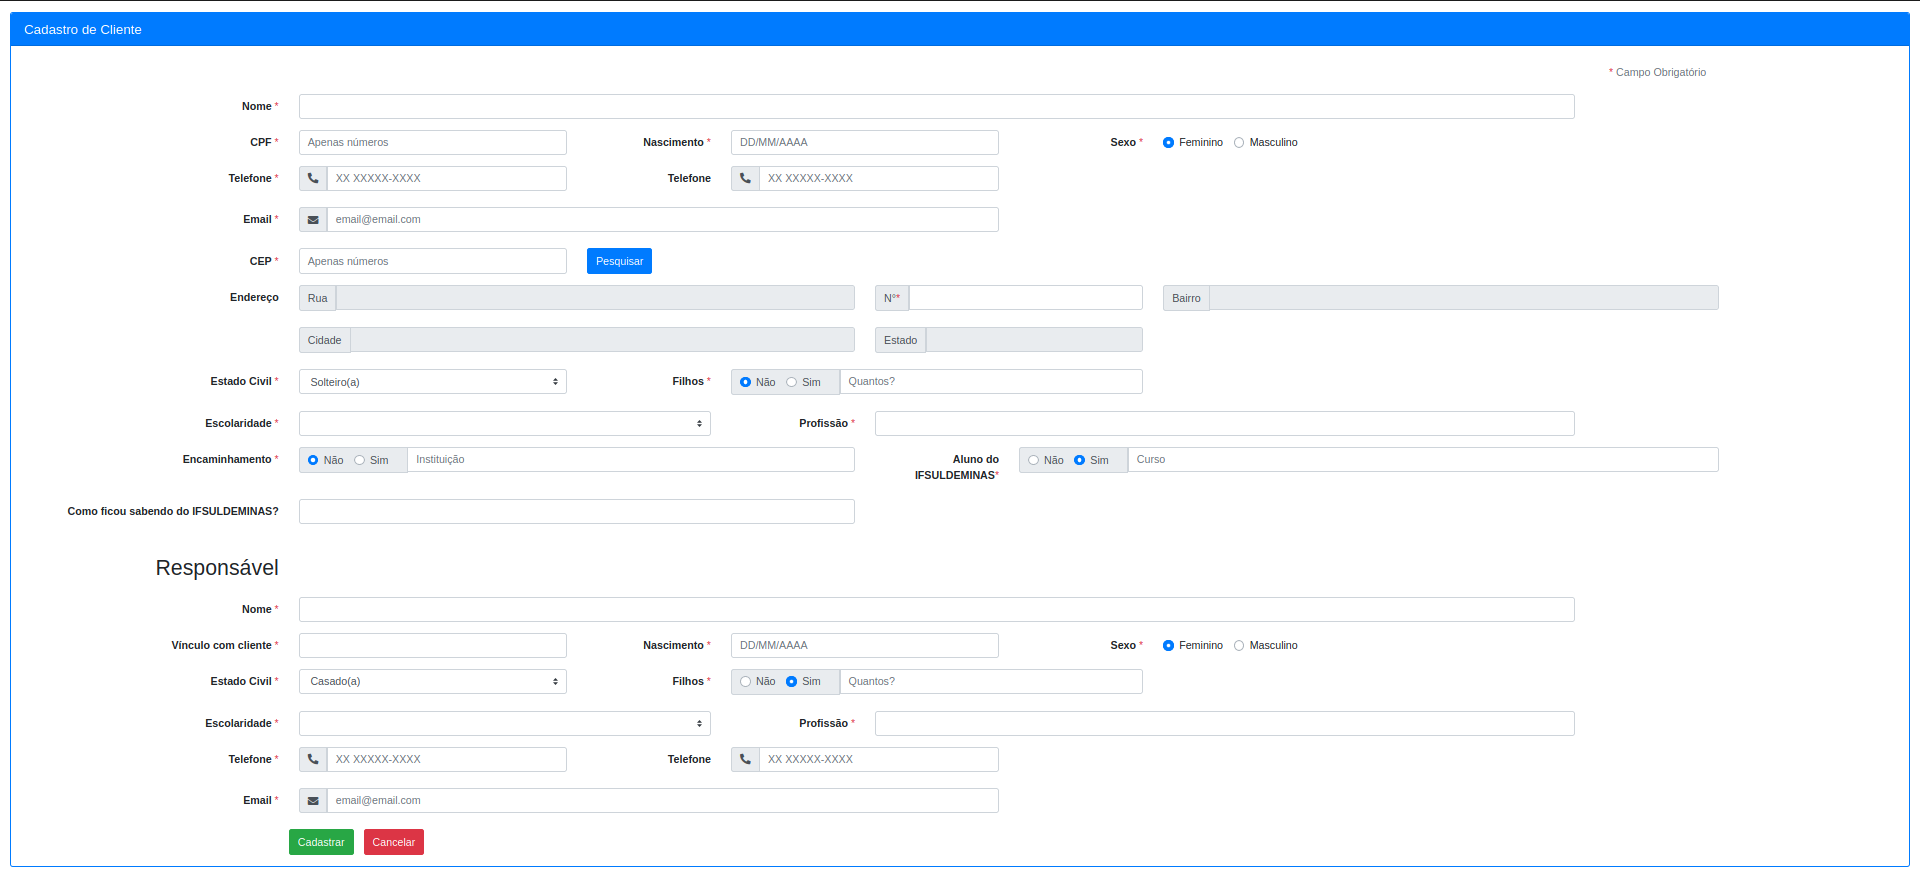 Cadastro de Cliente
* Campo Obrigatório
Nome *
CPF * Apenas números Nascimento * DD/MM/AAAA Sexo * Feminino Masculino
Telefone * XX XXXXX-XXXX Telefone XX XXXXX-XXXX
Email * email@email.com
CEP * Apenas números Pesquisar
Endereço Rua Nº* Bairro
Cidade Estado
Estado Civil * Solteiro(a) Filhos * Não Sim Quantos?
Escolaridade * Profissão *
Encaminhamento * Não Sim Instituição Aluno do Não Sim Curso
IFSULDEMINAS*
Como ficou sabendo do IFSULDEMINAS?
Responsável
Nome *
Vínculo com cliente * Nascimento * DD/MM/AAAA Sexo * Feminino Masculino
Estado Civil * Casado(a) Filhos * Não Sim Quantos?
Escolaridade * Profissão *
Telefone * XX XXXXX-XXXX Telefone XX XXXXX-XXXX
Email * email@email.com
Cadastrar Cancelar